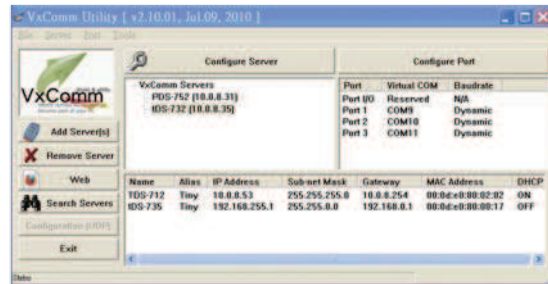 VxComm Utility [ v2.10.01, Jul.09, 2010 ]
File Server Port Tools
VxComm
Configure Server
Configure Port
VxComm Servers
PDS-752 (10.0.8.31)
tDS-732 (10.0.8.35)
Port Virtual COM Baudrate
Port I/O Reserved N/A
Port 1 COM9 Dynamic
Port 2 COM10 Dynamic
Port 3 COM11 Dynamic
Add Server(s)
Remove Server
Web
Search Servers
Configuration (UDP)
Exit
Name Alias IP Address Sub-net Mask Gateway MAC Address DHCP
TDS-712 Tiny 10.0.8.53 255.255.255.0 10.0.8.254 00:0d:e0:80:02:02 ON
tDS-735 Tiny 192.168.255.1 255.255.0.0 192.168.0.1 00:0d:e0:80:00:17 OFF
Status